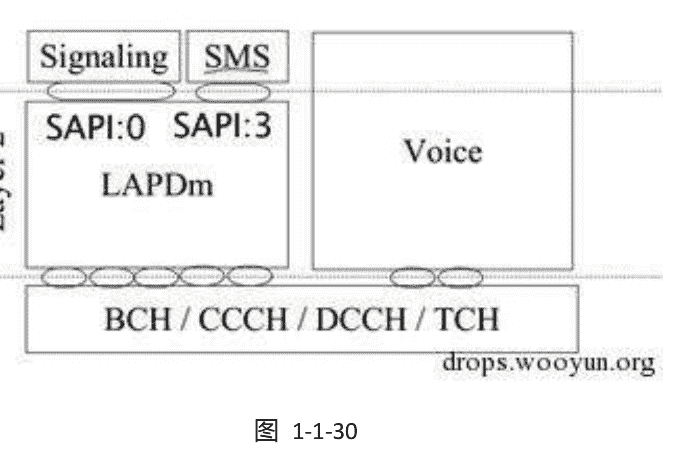 Signaling SMS
SAPI:0 SAPI:3
Voice
LAPDm
BCH / CCCH / DCCH / TCH
drops.wooyun.org
图 1-1-30